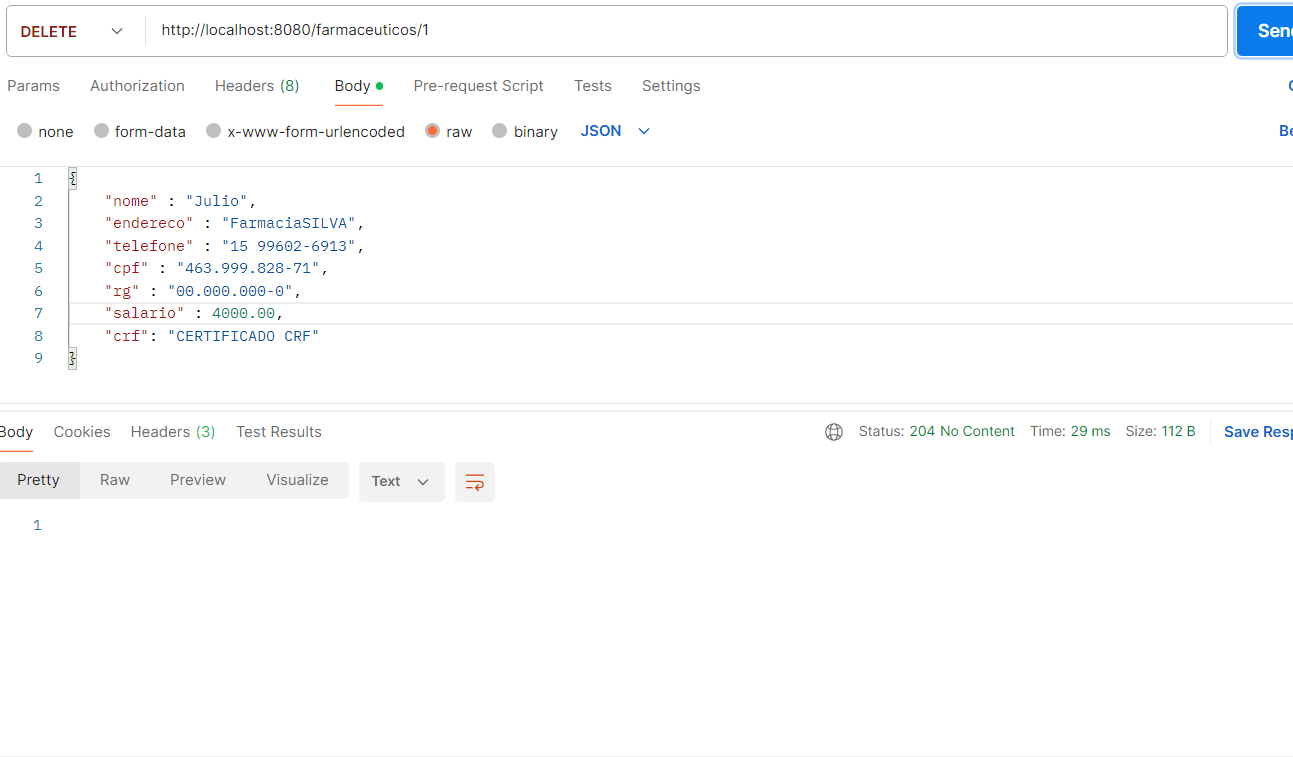 DELETE http://localhost:8080/farmaceuticos/1 Send
Params Authorization Headers (8) Body Pre-request Script Tests Settings
none form-data x-www-form-urlencoded raw binary JSON Be
1 {
2 "nome" : "Julio",
3 "endereco" : "FarmaciaSILVA",
4 "telefone" : "15 99602-6913",
5 "cpf" : "463.999.828-71",
6 "rg" : "00.000.000-0",
7 "salario" : 4000.00,
8 "crf": "CERTIFICADO CRF"
9 }
Body Cookies Headers (3) Test Results Status: 204 No Content Time: 29 ms Size: 112 B Save Resp
Pretty Raw Preview Visualize Text
1